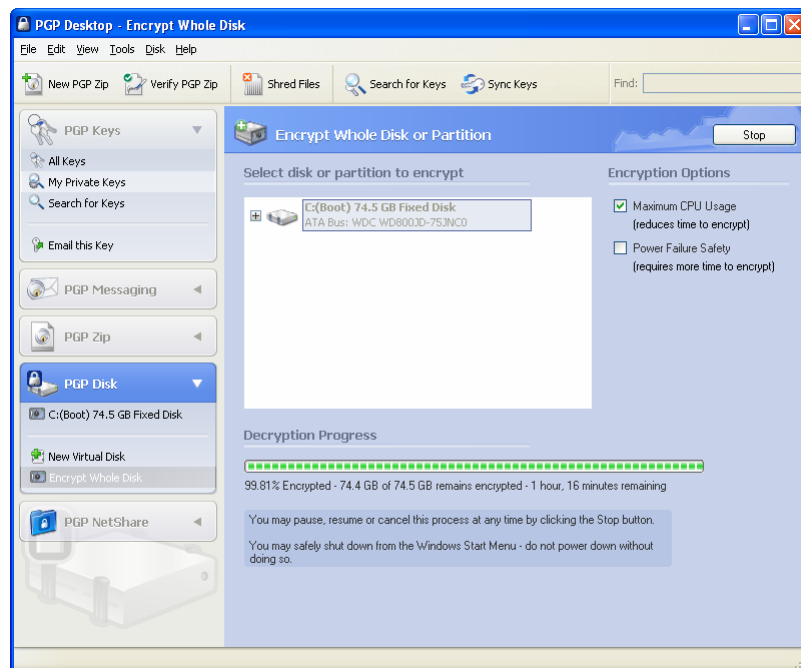 PGP Desktop - Encrypt Whole Disk
File Edit View Tools Disk Help
New PGP Zip Verify PGP Zip Shred Files Search for Keys Sync Keys Find:
PGP Keys
All Keys
My Private Keys
Search for Keys
Email this Key
PGP Messaging
PGP Zip
PGP Disk
C:(Boot) 74.5 GB Fixed Disk
New Virtual Disk
Encrypt Whole Disk
PGP NetShare
Encrypt Whole Disk or Partition
Stop
Select disk or partition to encrypt
C:(Boot) 74.5 GB Fixed Disk
ATA Bus: WDC WD800JD-75JNC0
Encryption Options
Maximum CPU Usage
(reduces time to encrypt)
Power Failure Safety
(requires more time to encrypt)
Decryption Progress
99.81% Encrypted - 74.4 GB of 74.5 GB remains encrypted - 1 hour, 16 minutes remaining
You may pause, resume or cancel this process at any time by clicking the Stop button.
You may safely shut down from the Windows Start Menu - do not power down without
doing so.